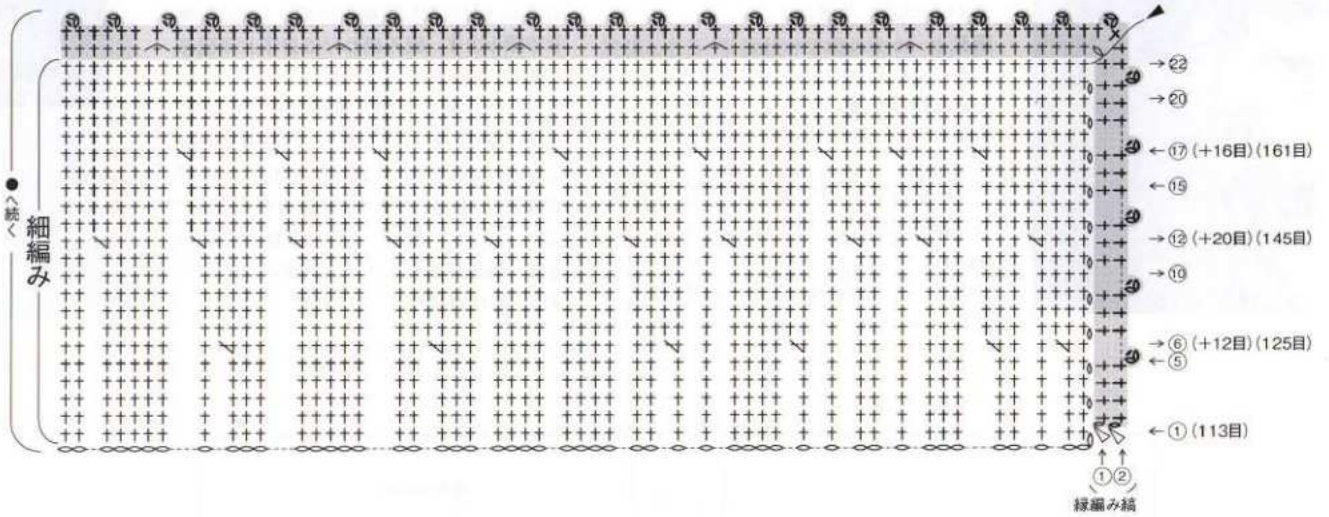 →㉒
→⑳
←⑰(+16目)(161目)
←⑮
→⑫(+20目)(145目)
→⑩
→⑥(+12目)(125目)
←⑤
←①(113目)
●へ続く
細編み
↑① ↑②
縁編み縞